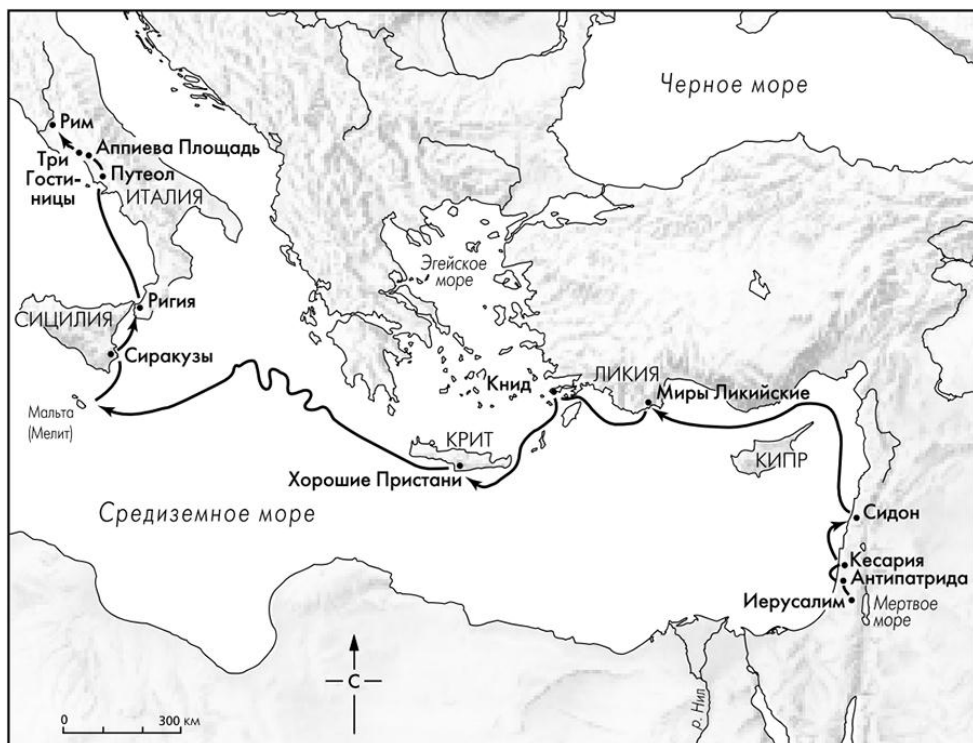 Черное море
Рим
Аппиева Площадь
Три
Гости-
ницы
Путеол
ИТАЛИЯ
Эгейское
море
СИЦИЛИЯ
Ригия
Сиракузы
Мальта
(Мелит)
Книд
ЛИКИЯ
Миры Ликийские
КРИТ
Хорошие Пристани
КИПР
Средиземное море
Сидон
Кесария
Антипатрида
Иерусалим
Мертвое
море
С
р. Нил
0 300 км